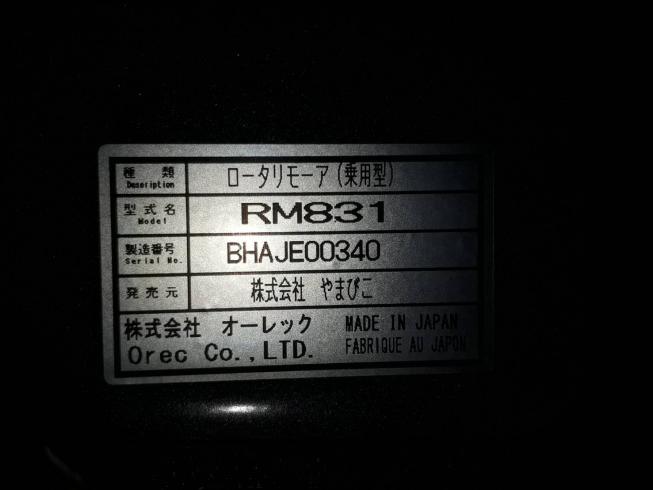 種類 ロータリモーア(乗用型)
Description
型式名 RM831
Model
製造番号 BHAJE00340
Serial No.
発売元 株式会社 やまびこ
株式会社 オーレック MADE IN JAPAN
Orec Co.,LTD. FABRIQUE AU JAPON